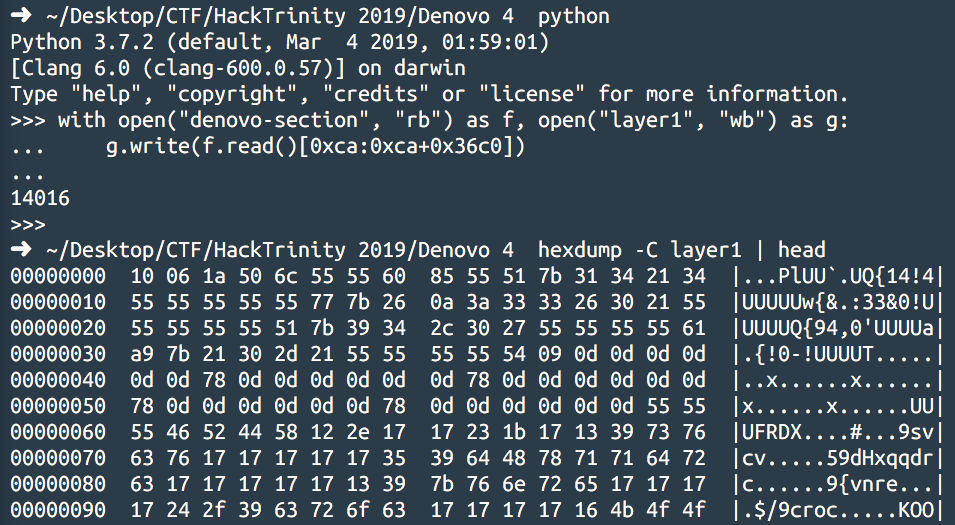 ➜ ~/Desktop/CTF/HackTrinity 2019/Denovo 4  python
Python 3.7.2 (default, Mar  4 2019, 01:59:01)
[Clang 6.0 (clang-600.0.57)] on darwin
Type "help", "copyright", "credits" or "license" for more information.
>>> with open("denovo-section", "rb") as f, open("layer1", "wb") as g:
...     g.write(f.read()[0xca:0xca+0x36c0])
...
14016
>>>
➜ ~/Desktop/CTF/HackTrinity 2019/Denovo 4  hexdump -C layer1 | head
00000000  10 06 1a 50 6c 55 55 60  85 55 51 7b 31 34 21 34  |...PlUU`.UQ{14!4|
00000010  55 55 55 55 55 77 7b 26  0a 3a 33 33 26 30 21 55  |UUUUUw{&.:33&0!U|
00000020  55 55 55 55 51 7b 39 34  2c 30 27 55 55 55 55 61  |UUUUQ{94,0'UUUUa|
00000030  a9 7b 21 30 2d 21 55 55  55 55 54 09 0d 0d 0d 0d  |.{!0-!UUUUT.....|
00000040  0d 0d 78 0d 0d 0d 0d 0d  0d 78 0d 0d 0d 0d 0d 0d  |..x......x......|
00000050  78 0d 0d 0d 0d 0d 0d 78  0d 0d 0d 0d 0d 0d 55 55  |x......x......UU|
00000060  55 46 52 44 58 12 2e 17  17 23 1b 17 13 39 73 76  |UFRDX....#...9sv|
00000070  63 76 17 17 17 17 17 35  39 64 48 78 71 71 64 72  |cv.....59dHxqqdr|
00000080  63 17 17 17 17 17 13 39  7b 76 6e 72 65 17 17 17  |c......9{vnre...|
00000090  17 24 2f 39 63 72 6f 63  17 17 17 17 16 4b 4f 4f  |.$/9croc.....KOO|